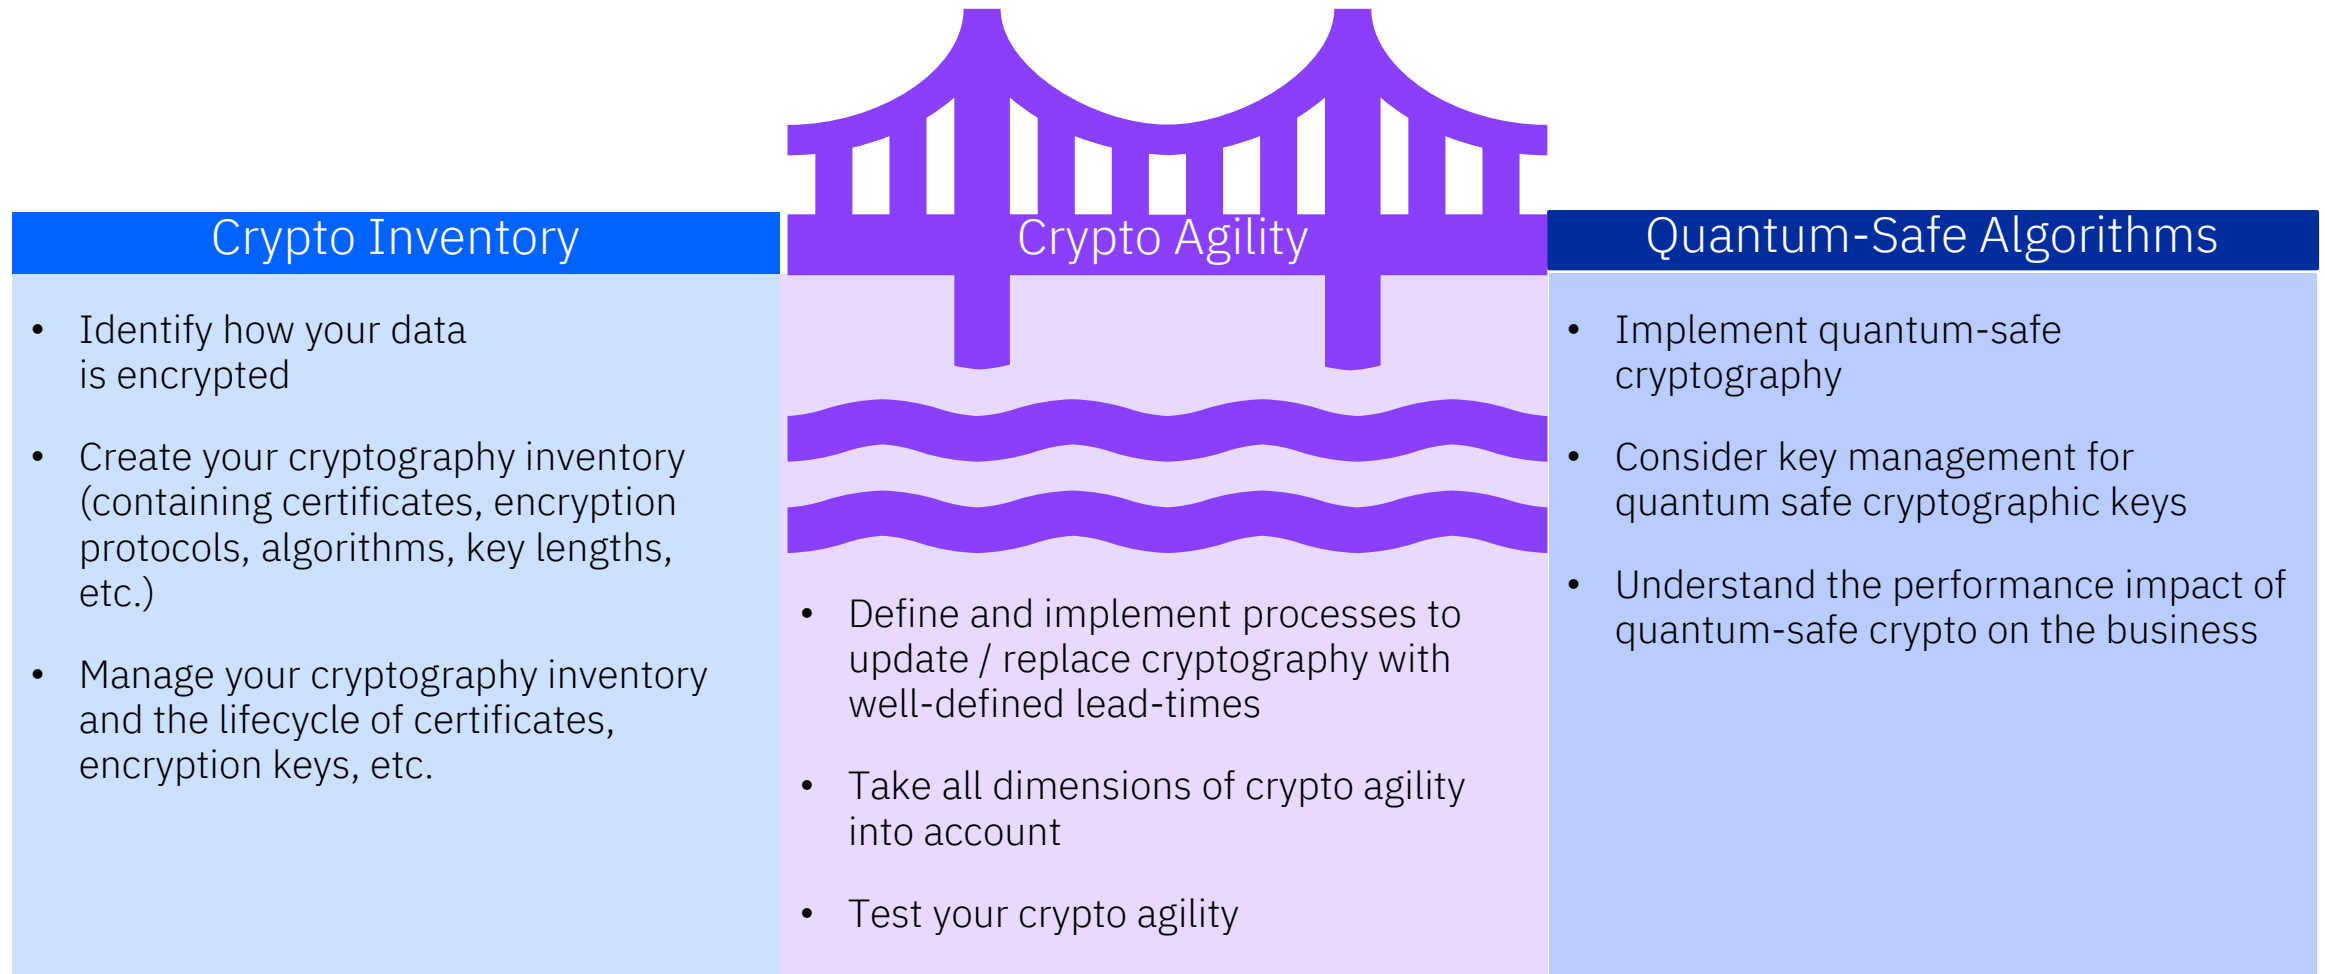 Crypto Inventory
• Identify how your data
is encrypted
• Create your cryptography inventory
(containing certificates, encryption
protocols, algorithms, key lengths,
etc.)
• Manage your cryptography inventory
and the lifecycle of certificates,
encryption keys, etc.
Crypto Agility
• Define and implement processes to
update / replace cryptography with
well-defined lead-times
• Take all dimensions of crypto agility
into account
• Test your crypto agility
Quantum-Safe Algorithms
• Implement quantum-safe
cryptography
• Consider key management for
quantum safe cryptographic keys
• Understand the performance impact of
quantum-safe crypto on the business